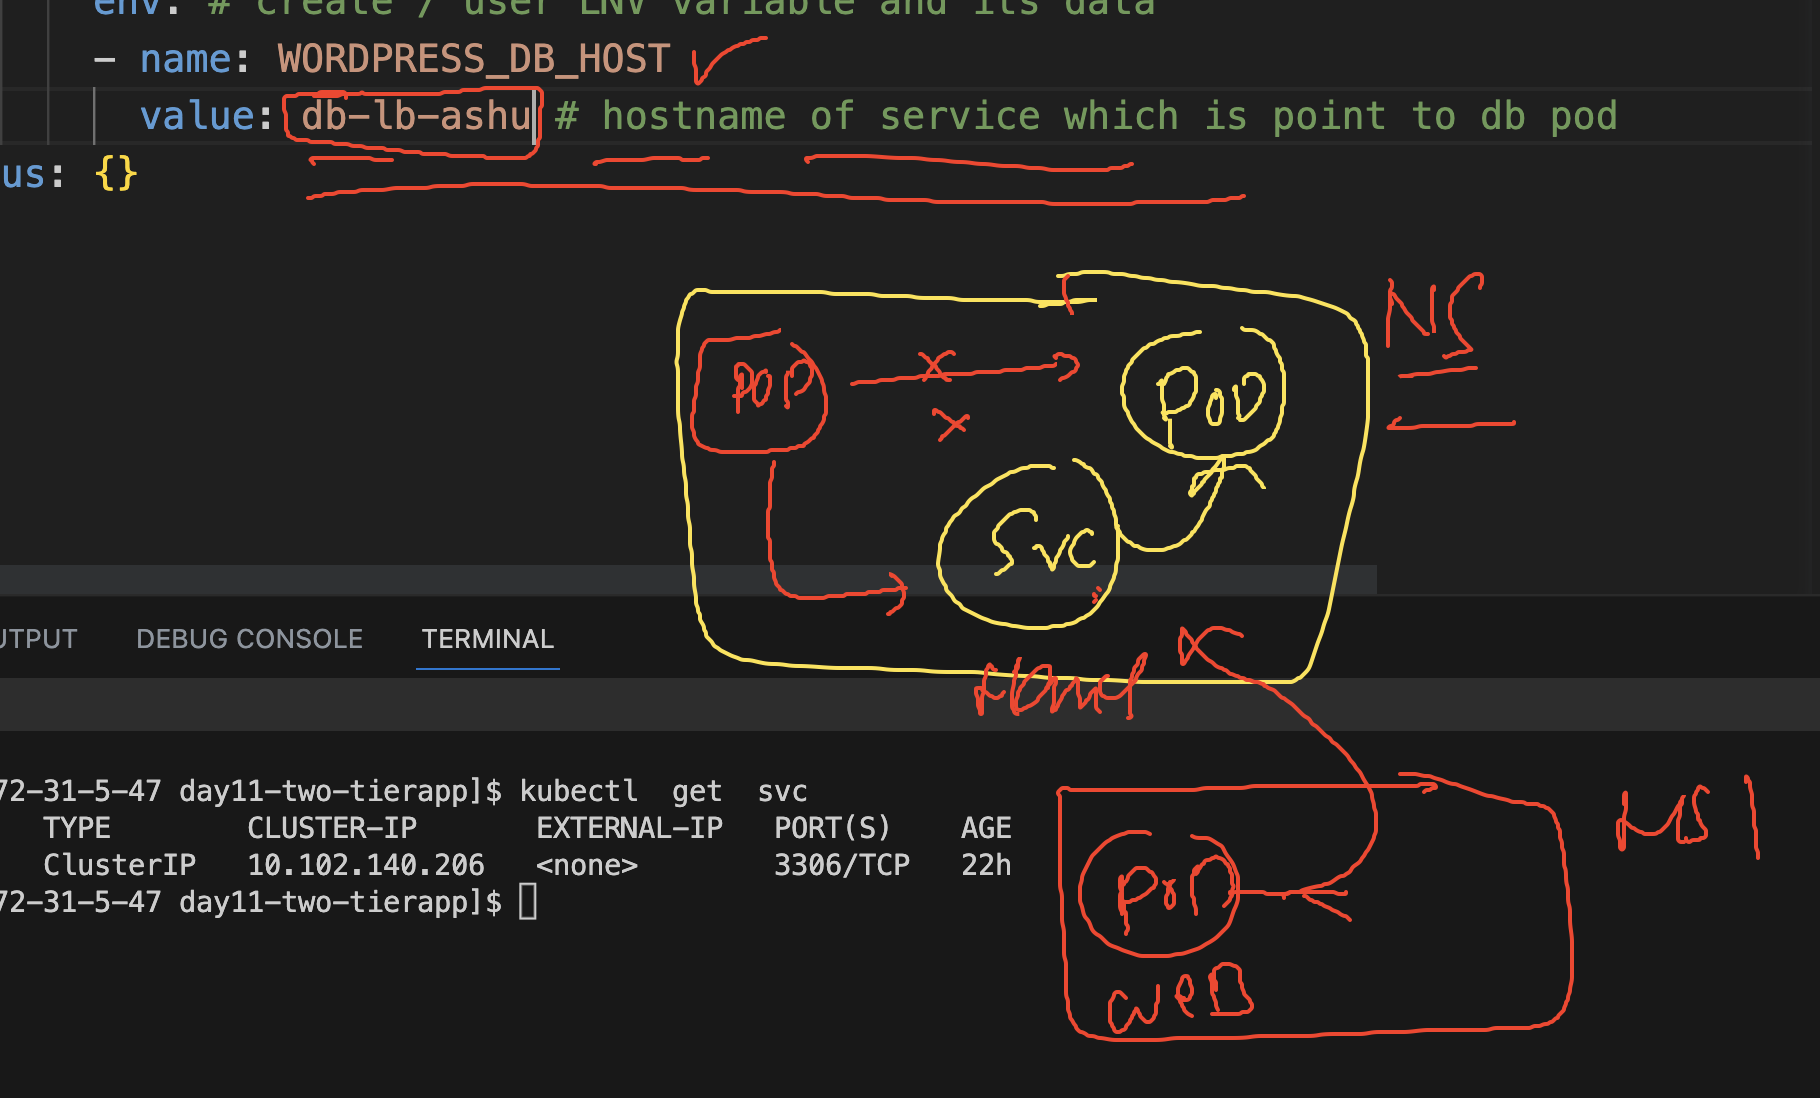 env: # create / user ENV variable and its data
- name: WORDPRESS_DB_HOST
value: db-lb-ashu # hostname of service which is point to db pod
us: {}
NS
POD
POD
SVC
UTPUT DEBUG CONSOLE TERMINAL
72-31-5-47 day11-two-tierapp]$ kubectl get svc
TYPE CLUSTER-IP EXTERNAL-IP PORT(S) AGE
ClusterIP 10.102.140.206 <none> 3306/TCP 22h
72-31-5-47 day11-two-tierapp]$
NS1
POD
WEB